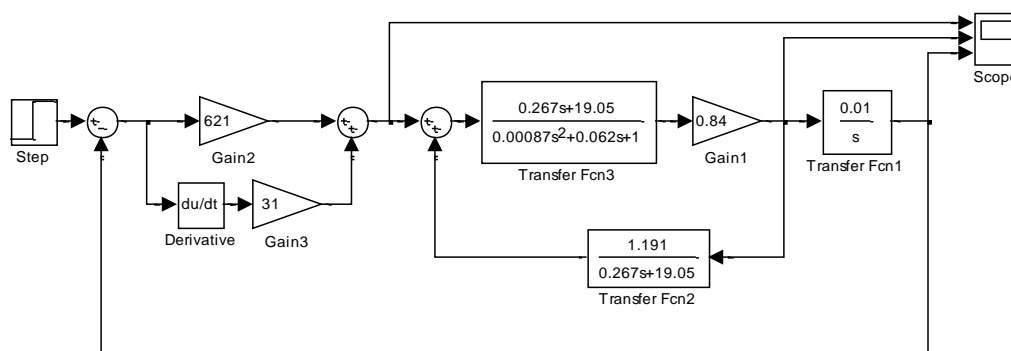 Step
+
-
621
Gain2
du/dt
Derivative
31
Gain3
+
+
+
+
0.267s+19.05
0.00087s²+0.062s+1
Transfer Fcn3
0.84
Gain1
0.01
s
Transfer Fcn1
1.191
0.267s+19.05
Transfer Fcn2
Scope